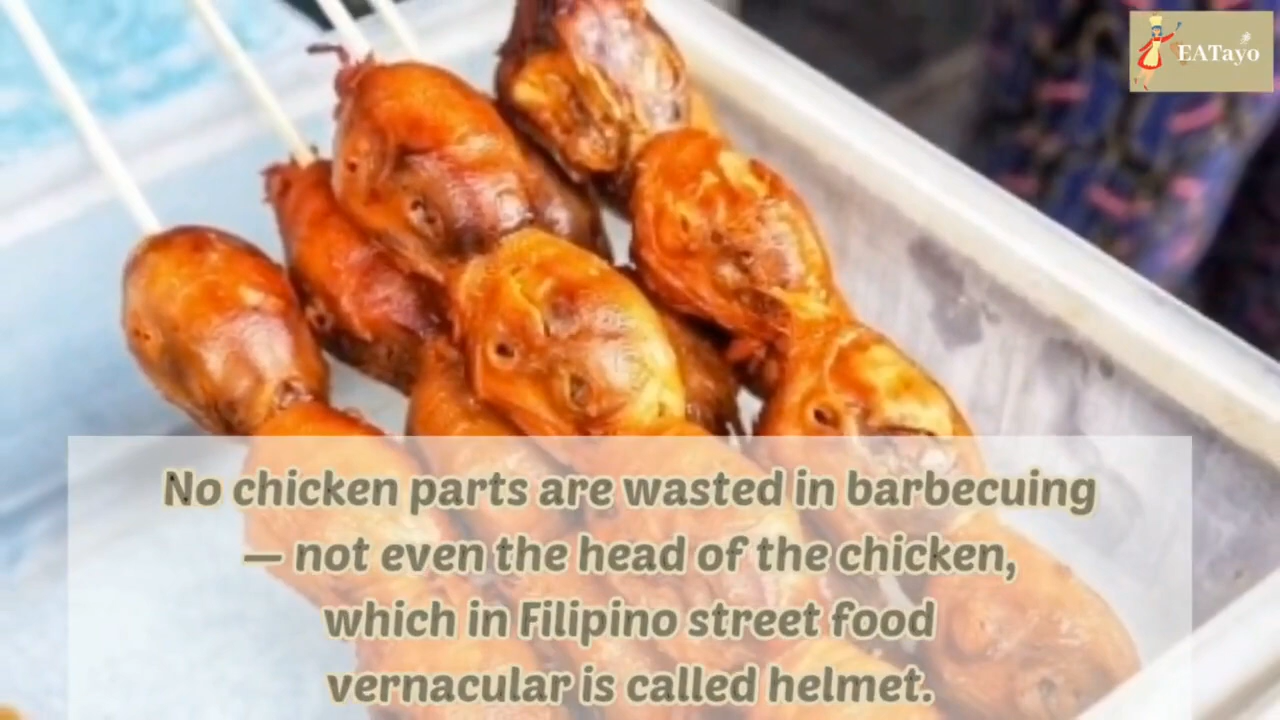 EATayo
No chicken parts are wasted in barbecuing
— not even the head of the chicken,
which in Filipino street food
vernacular is called helmet.